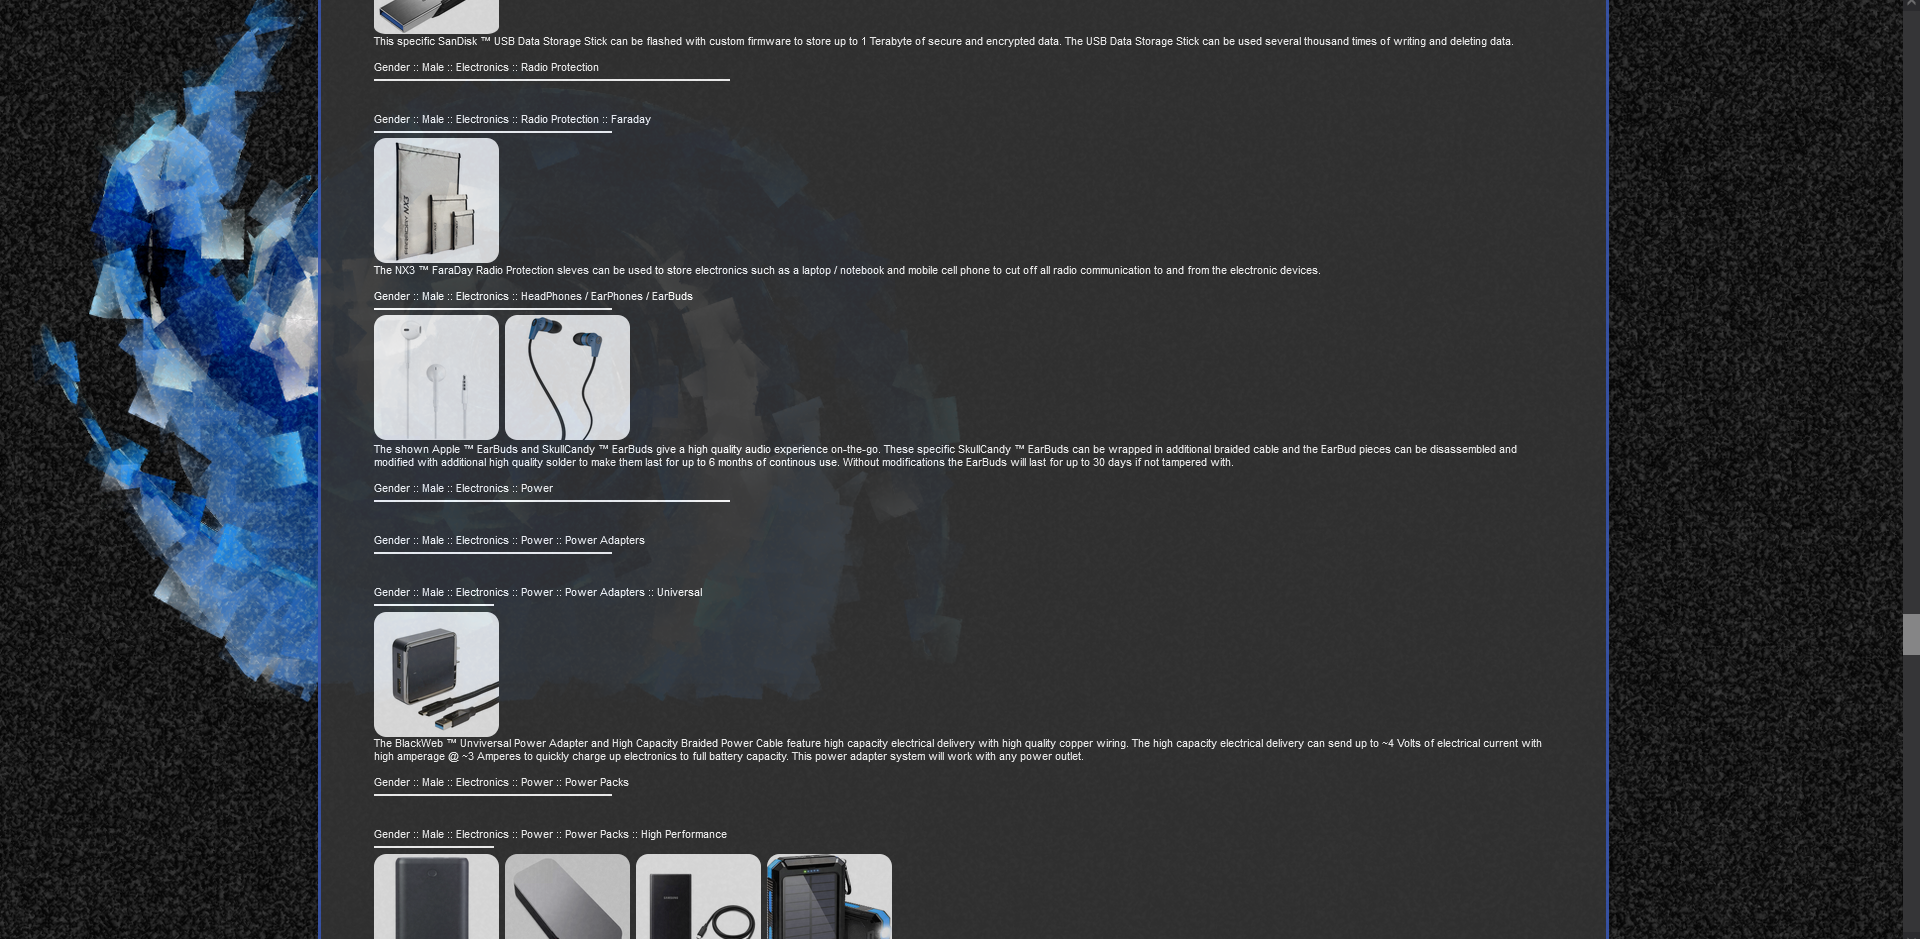 This specific SanDisk ™ USB Data Storage Stick can be flashed with custom firmware to store up to 1 Terabyte of secure and encrypted data. The USB Data Storage Stick can be used several thousand times of writing and deleting data.
Gender :: Male :: Electronics :: Radio Protection
Gender :: Male :: Electronics :: Radio Protection :: Faraday
NX3
The NX3 ™ FaraDay Radio Protection sleves can be used to store electronics such as a laptop / notebook and mobile cell phone to cut off all radio communication to and from the electronic devices.
Gender :: Male :: Electronics :: HeadPhones / EarPhones / EarBuds
The shown Apple ™ EarBuds and SkullCandy ™ EarBuds give a high quality audio experience on-the-go. These specific SkullCandy ™ EarBuds can be wrapped in additional braided cable and the EarBud pieces can be disassembled and
modified with additional high quality solder to make them last for up to 6 months of continous use. Without modifications the EarBuds will last for up to 30 days if not tampered with.
Gender :: Male :: Electronics :: Power
Gender :: Male :: Electronics :: Power :: Power Adapters
Gender :: Male :: Electronics :: Power :: Power Adapters :: Universal
The BlackWeb ™ Unviversal Power Adapter and High Capacity Braided Power Cable feature high capacity electrical delivery with high quality copper wiring. The high capacity electrical delivery can send up to ~4 Volts of electrical current with
high amperage @ ~3 Amperes to quickly charge up electronics to full battery capacity. This power adapter system will work with any power outlet.
Gender :: Male :: Electronics :: Power :: Power Packs
Gender :: Male :: Electronics :: Power :: Power Packs :: High Performance
SAMSUNG